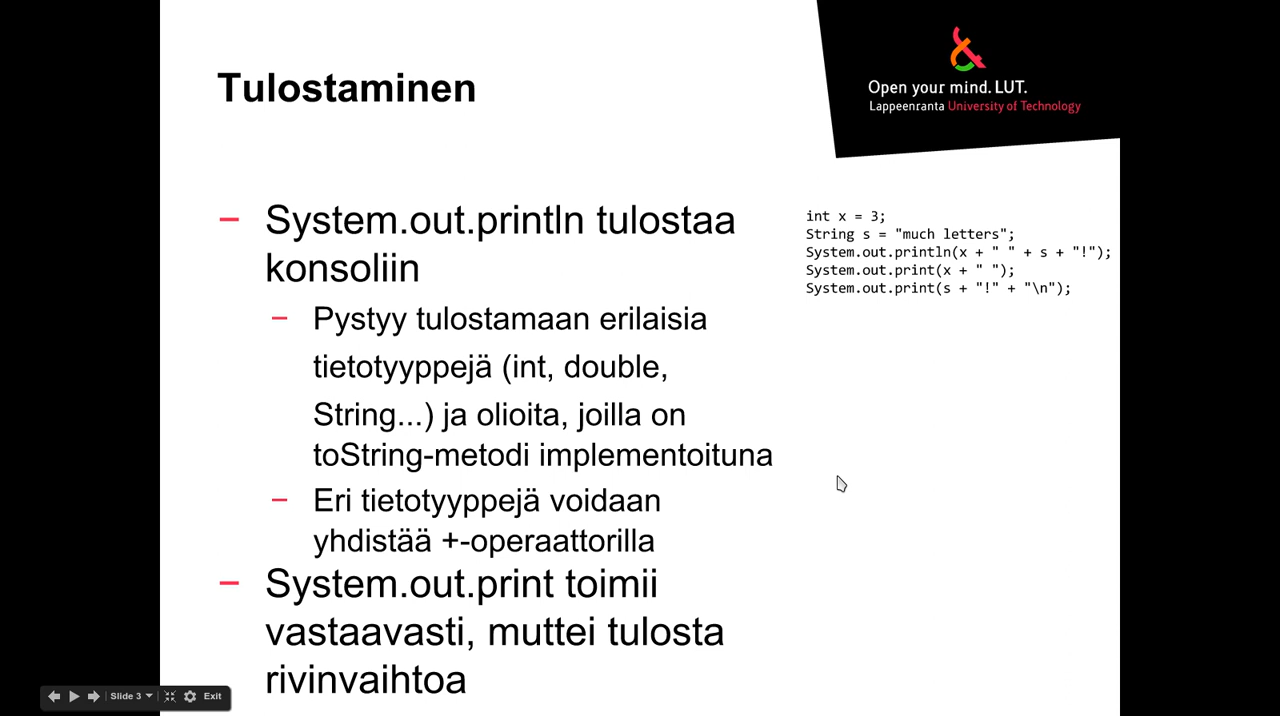 Tulostaminen
Open your mind. LUT.
Lappeenranta University of Technology
− System.out.println tulostaa
konsoliin
− Pystyy tulostamaan erilaisia
tietotyyppejä (int, double,
String...) ja olioita, joilla on
toString-metodi implementoituna
− Eri tietotyyppejä voidaan
yhdistää +-operaattorilla
− System.out.print toimii
vastaavasti, muttei tulosta
rivinvaihtoa
int x = 3;
String s = "much letters";
System.out.println(x + " " + s + "!");
System.out.print(x + " ");
System.out.print(s + "!" + "\n");
Slide 3
Exit